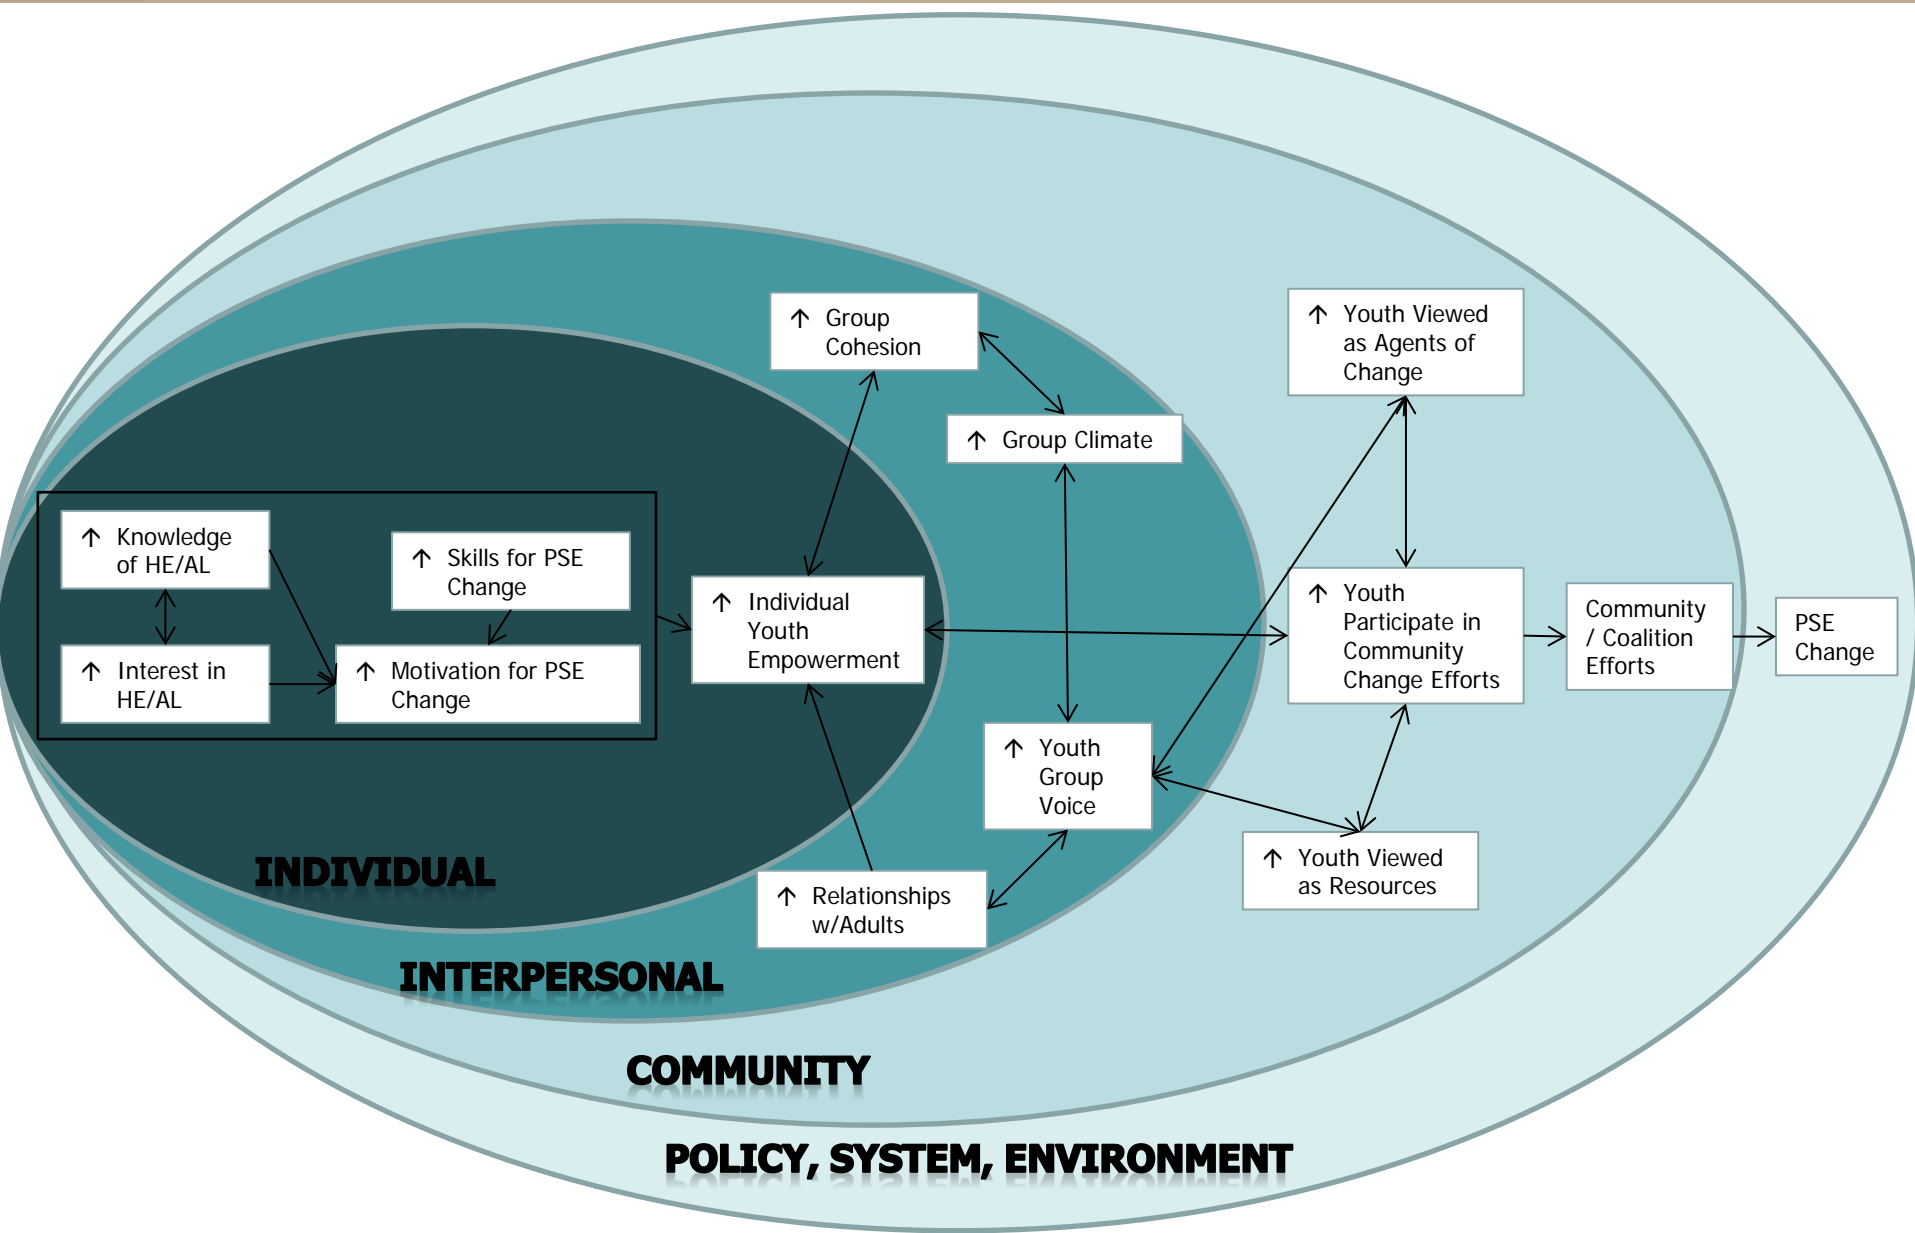 ↑ Group
Cohesion
↑ Youth Viewed
as Agents of
Change
↑ Group Climate
↑ Knowledge
of HE/AL
↑ Skills for PSE
Change
↑ Interest in
HE/AL
↑ Motivation for PSE
Change
↑ Individual
Youth
Empowerment
↑ Youth
Participate in
Community
Change Efforts
Community
/ Coalition
Efforts
PSE
Change
↑ Youth
Group
Voice
↑ Youth Viewed
as Resources
↑ Relationships
w/Adults
INDIVIDUAL
INTERPERSONAL
COMMUNITY
POLICY, SYSTEM, ENVIRONMENT